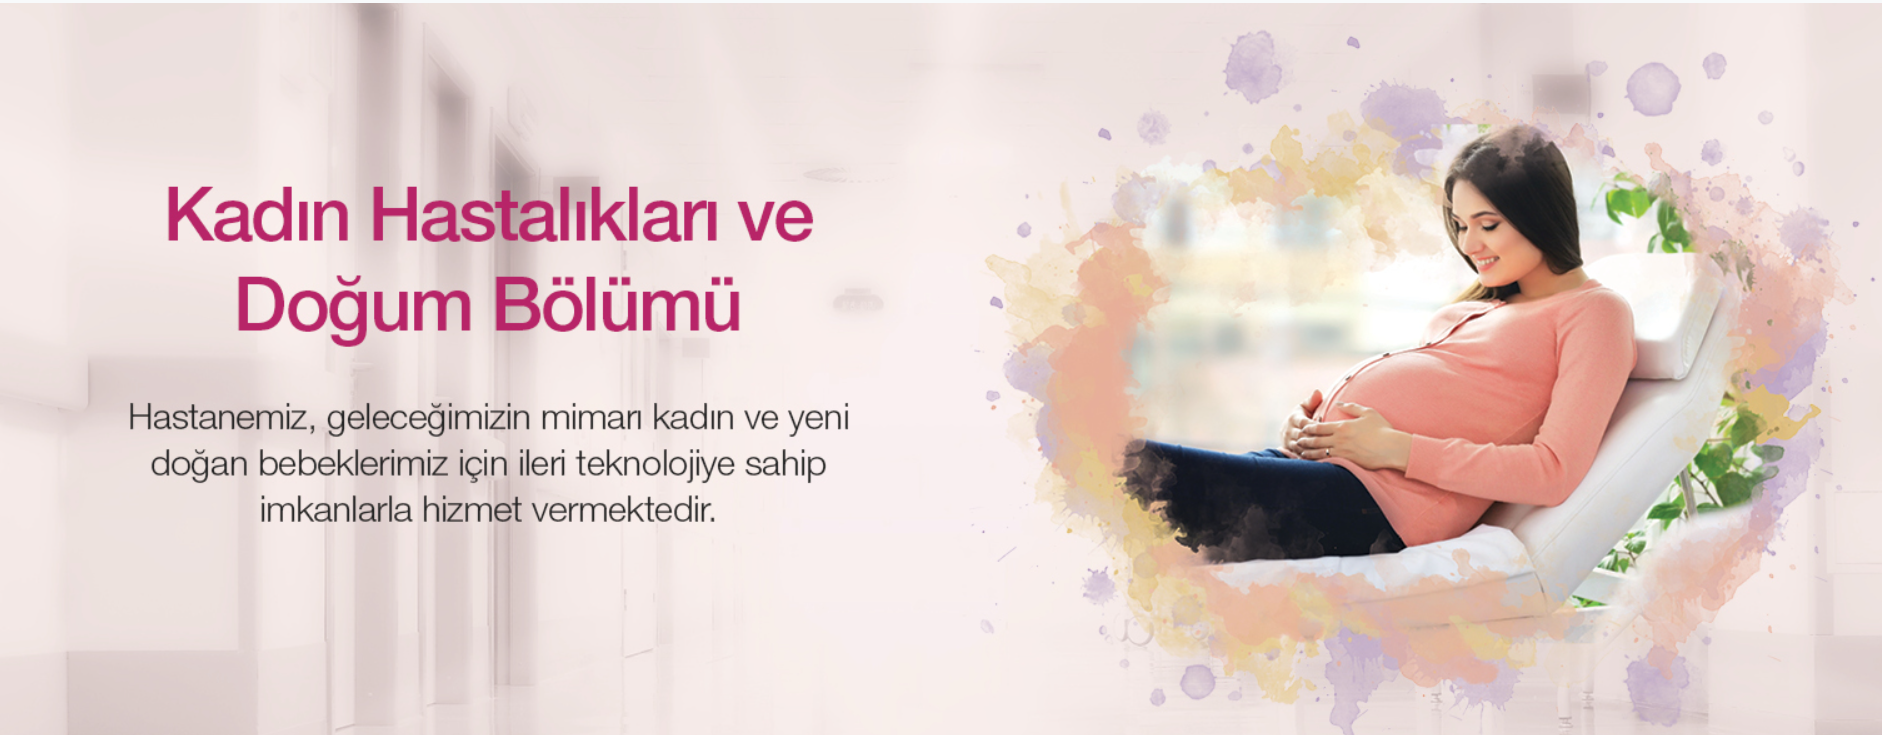 Kadın Hastalıkları ve
Doğum Bölümü
Hastanemiz, geleceğimizin mimarı kadın ve yeni
doğan bebeklerimiz için ileri teknolojiye sahip
imkanlarla hizmet vermektedir.